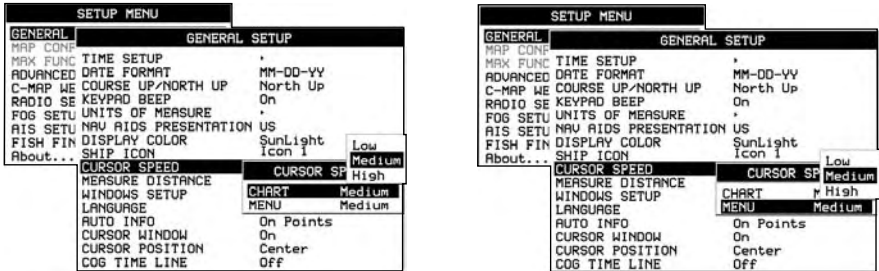 SETUP MENU
GENERAL GENERAL SETUP
MAP CONF
MAX FUNC TIME SETUP
ADVANCED DATE FORMAT MM-DD-YY
C-MAP WE COURSE UP/NORTH UP North Up
RADIO SE KEYPAD BEEP On
FOG SETU UNITS OF MEASURE
AIS SETU NAV AIDS PRESENTATION US
FISH FIN DISPLAY COLOR SunLight
About... SHIP ICON Icon 1
Low
Medium
High
CURSOR SPEED CURSOR SP
MEASURE DISTANCE
WINDOWS SETUP CHART Medium
LANGUAGE MENU Medium
AUTO INFO On Points
CURSOR WINDOW On
CURSOR POSITION Center
COG TIME LINE Off
SETUP MENU
GENERAL GENERAL SETUP
MAP CONF
MAX FUNC TIME SETUP
ADVANCED DATE FORMAT MM-DD-YY
C-MAP WE COURSE UP/NORTH UP North Up
RADIO SE KEYPAD BEEP On
FOG SETU UNITS OF MEASURE
AIS SETU NAV AIDS PRESENTATION US
FISH FIN DISPLAY COLOR SunLight
About... SHIP ICON Icon 1
Low
Medium
High
CURSOR SPEED CURSOR SP
MEASURE DISTANCE
WINDOWS SETUP CHART M
LANGUAGE MENU Medium
AUTO INFO On Points
CURSOR WINDOW On
CURSOR POSITION Center
COG TIME LINE Off